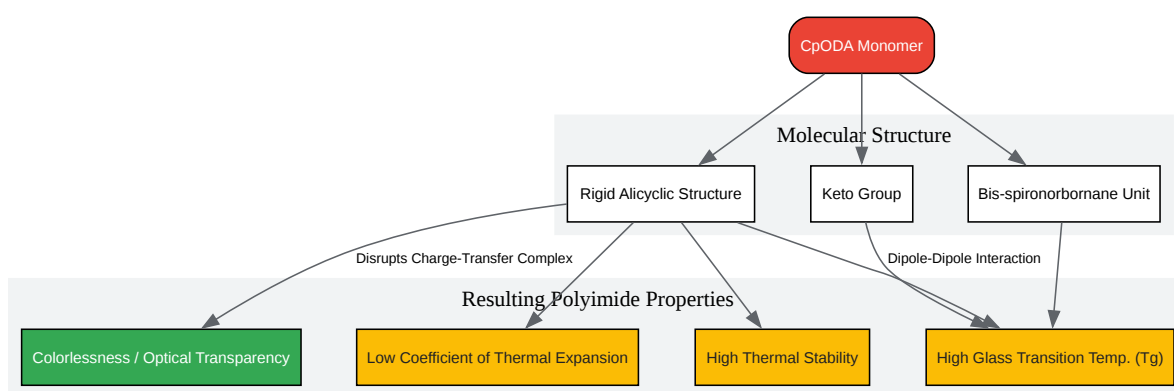 CpODA Monomer
Molecular Structure
Rigid Alicyclic Structure
Keto Group
Bis-spironorbornane Unit
Disrupts Charge-Transfer Complex
Dipole-Dipole Interaction
Resulting Polyimide Properties
Colorlessness / Optical Transparency
Low Coefficient of Thermal Expansion
High Thermal Stability
High Glass Transition Temp. (Tg)